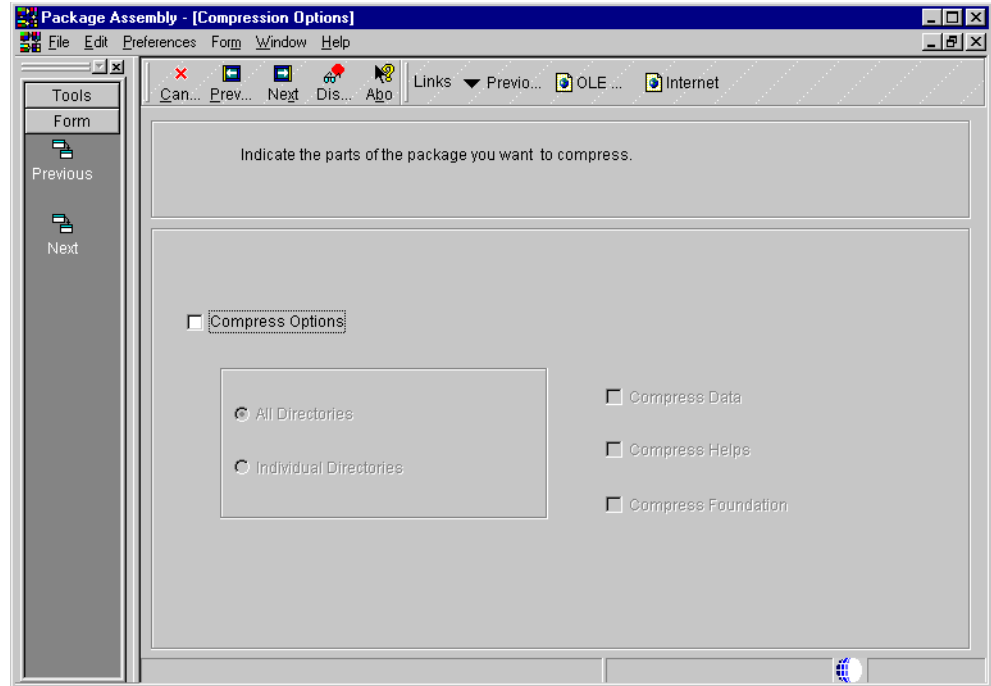 Package Assembly - [Compression Options]
File Edit Preferences Form Window Help
Tools
Form
Previous
Next
Can... Prev... Next Dis... Abo
Links Previo... OLE ... Internet
Indicate the parts of the package you want to compress.
Compress Options
All Directories
Individual Directories
Compress Data
Compress Helps
Compress Foundation